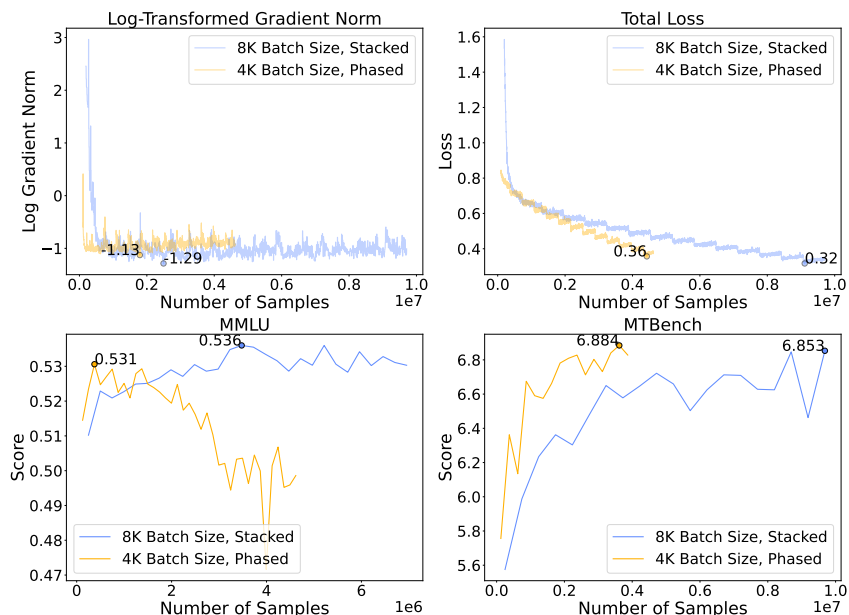 Log-Transformed Gradient Norm
3
2
1
0
−1
Log Gradient Norm
8K Batch Size, Stacked
4K Batch Size, Phased
-1.13
-1.29
0.0 0.2 0.4 0.6 0.8 1.0
1e7
Number of Samples
Total Loss
1.6
1.4
1.2
1.0
0.8
0.6
0.4
Loss
8K Batch Size, Stacked
4K Batch Size, Phased
0.36
0.32
0.0 0.2 0.4 0.6 0.8 1.0
1e7
Number of Samples
MMLU
0.53
0.52
0.51
0.50
0.49
0.48
0.47
Score
0.531
0.536
8K Batch Size, Stacked
4K Batch Size, Phased
0 2 4 6
1e6
Number of Samples
MTBench
6.8
6.6
6.4
6.2
6.0
5.8
5.6
Score
6.884
6.853
8K Batch Size, Stacked
4K Batch Size, Phased
0.0 0.2 0.4 0.6 0.8 1.0
1e7
Number of Samples